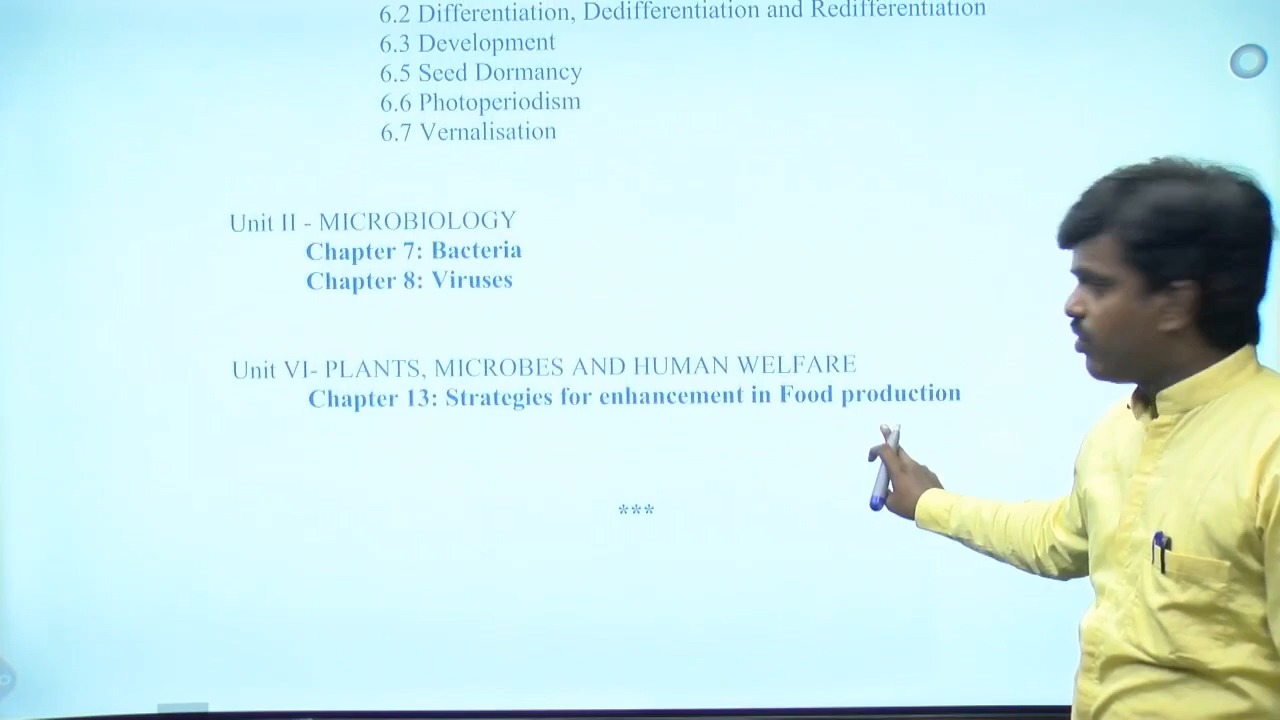 6.2 Differentiation, Dedifferentiation and Redifferentiation
6.3 Development
6.5 Seed Dormancy
6.6 Photoperiodism
6.7 Vernalisation
Unit II - MICROBIOLOGY
Chapter 7: Bacteria
Chapter 8: Viruses
Unit VI- PLANTS, MICROBES AND HUMAN WELFARE
Chapter 13: Strategies for enhancement in Food production
***